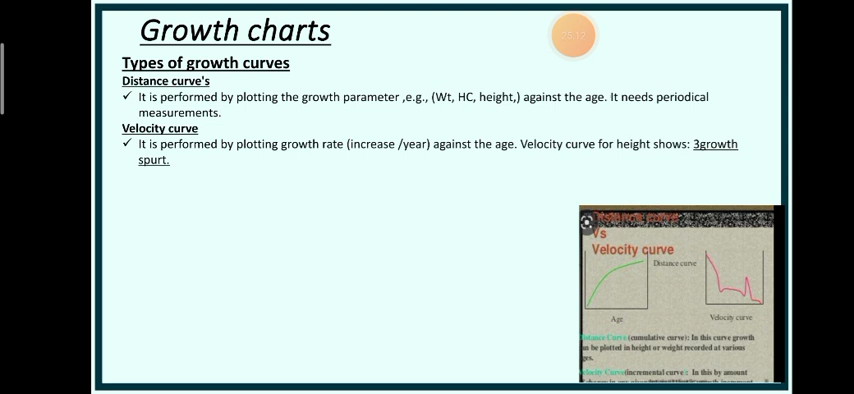 Growth charts
25.12
Types of growth curves
Distance curve's
✓ It is performed by plotting the growth parameter ,e.g., (Wt, HC, height,) against the age. It needs periodical
measurements.
Velocity curve
✓ It is performed by plotting growth rate (increase /year) against the age. Velocity curve for height shows: 3growth
spurt.
Vs
Velocity curve
Distance curve
Age
Velocity curve
(cumulative curve): In this curve growth
be plotted in height or weight recorded at various
(incremental curve): In this by amount